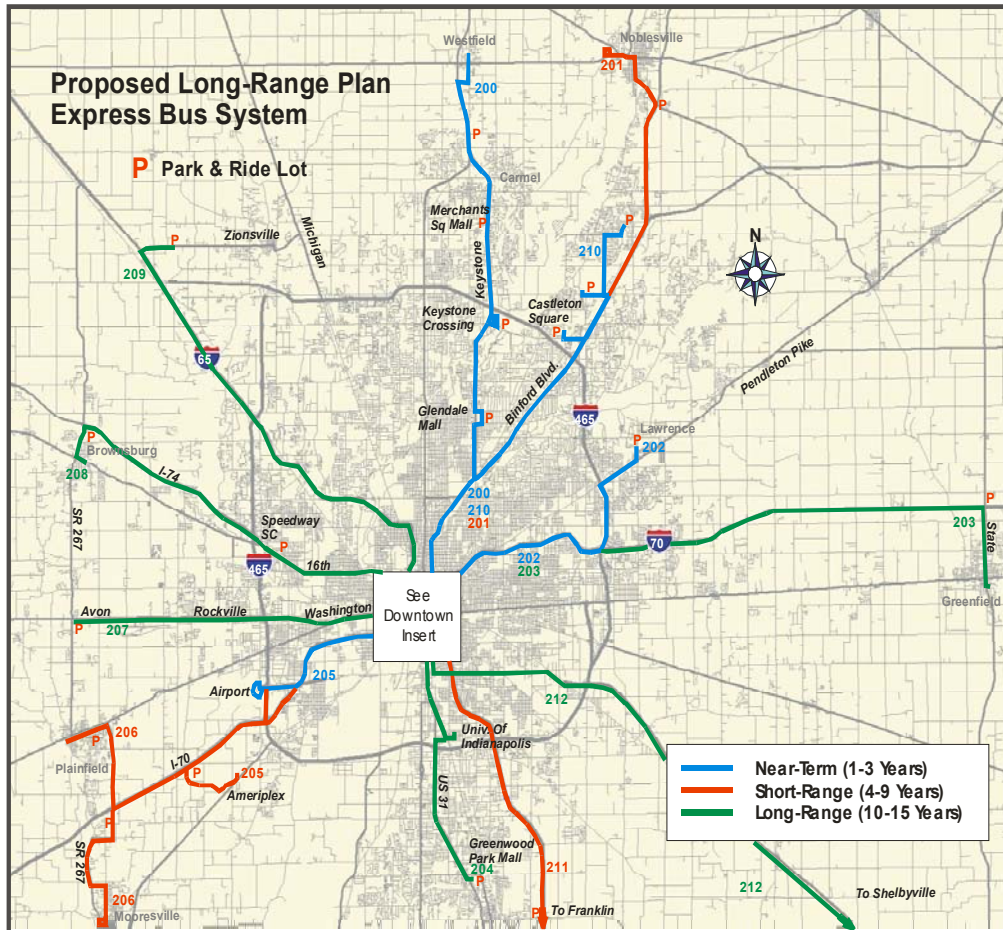 Westfield
Noblesville
201
200
Proposed Long-Range Plan
Express Bus System
P
P Park & Ride Lot
P
Carmel
Merchants
Sq Mall
P
P
Michigan
Zionsville
P
209
Keystone
210
N
P
Castleton
Square
Keystone
Crossing
P
P
65
Binford Blvd.
Pendleton Pike
Glendale
Mall
P
465
Lawrence
P
202
P
Brownsburg
208
I-74
200
210
201
P
203
State
SR 267
Speedway
SC
P
465
16th
202
203
70
See
Downtown
Insert
Greenfield
Avon
Rockville
Washington
P
207
205
Airport
212
206
P
Plainfield
I-70
P
205
Ameriplex
Univ. Of
Indianapolis
Near-Term (1-3 Years)
Short-Range (4-9 Years)
Long-Range (10-15 Years)
P
SR 267
US 31
Greenwood
Park Mall
204
P
211
212
To Shelbyville
206
Mooresville
P
To Franklin